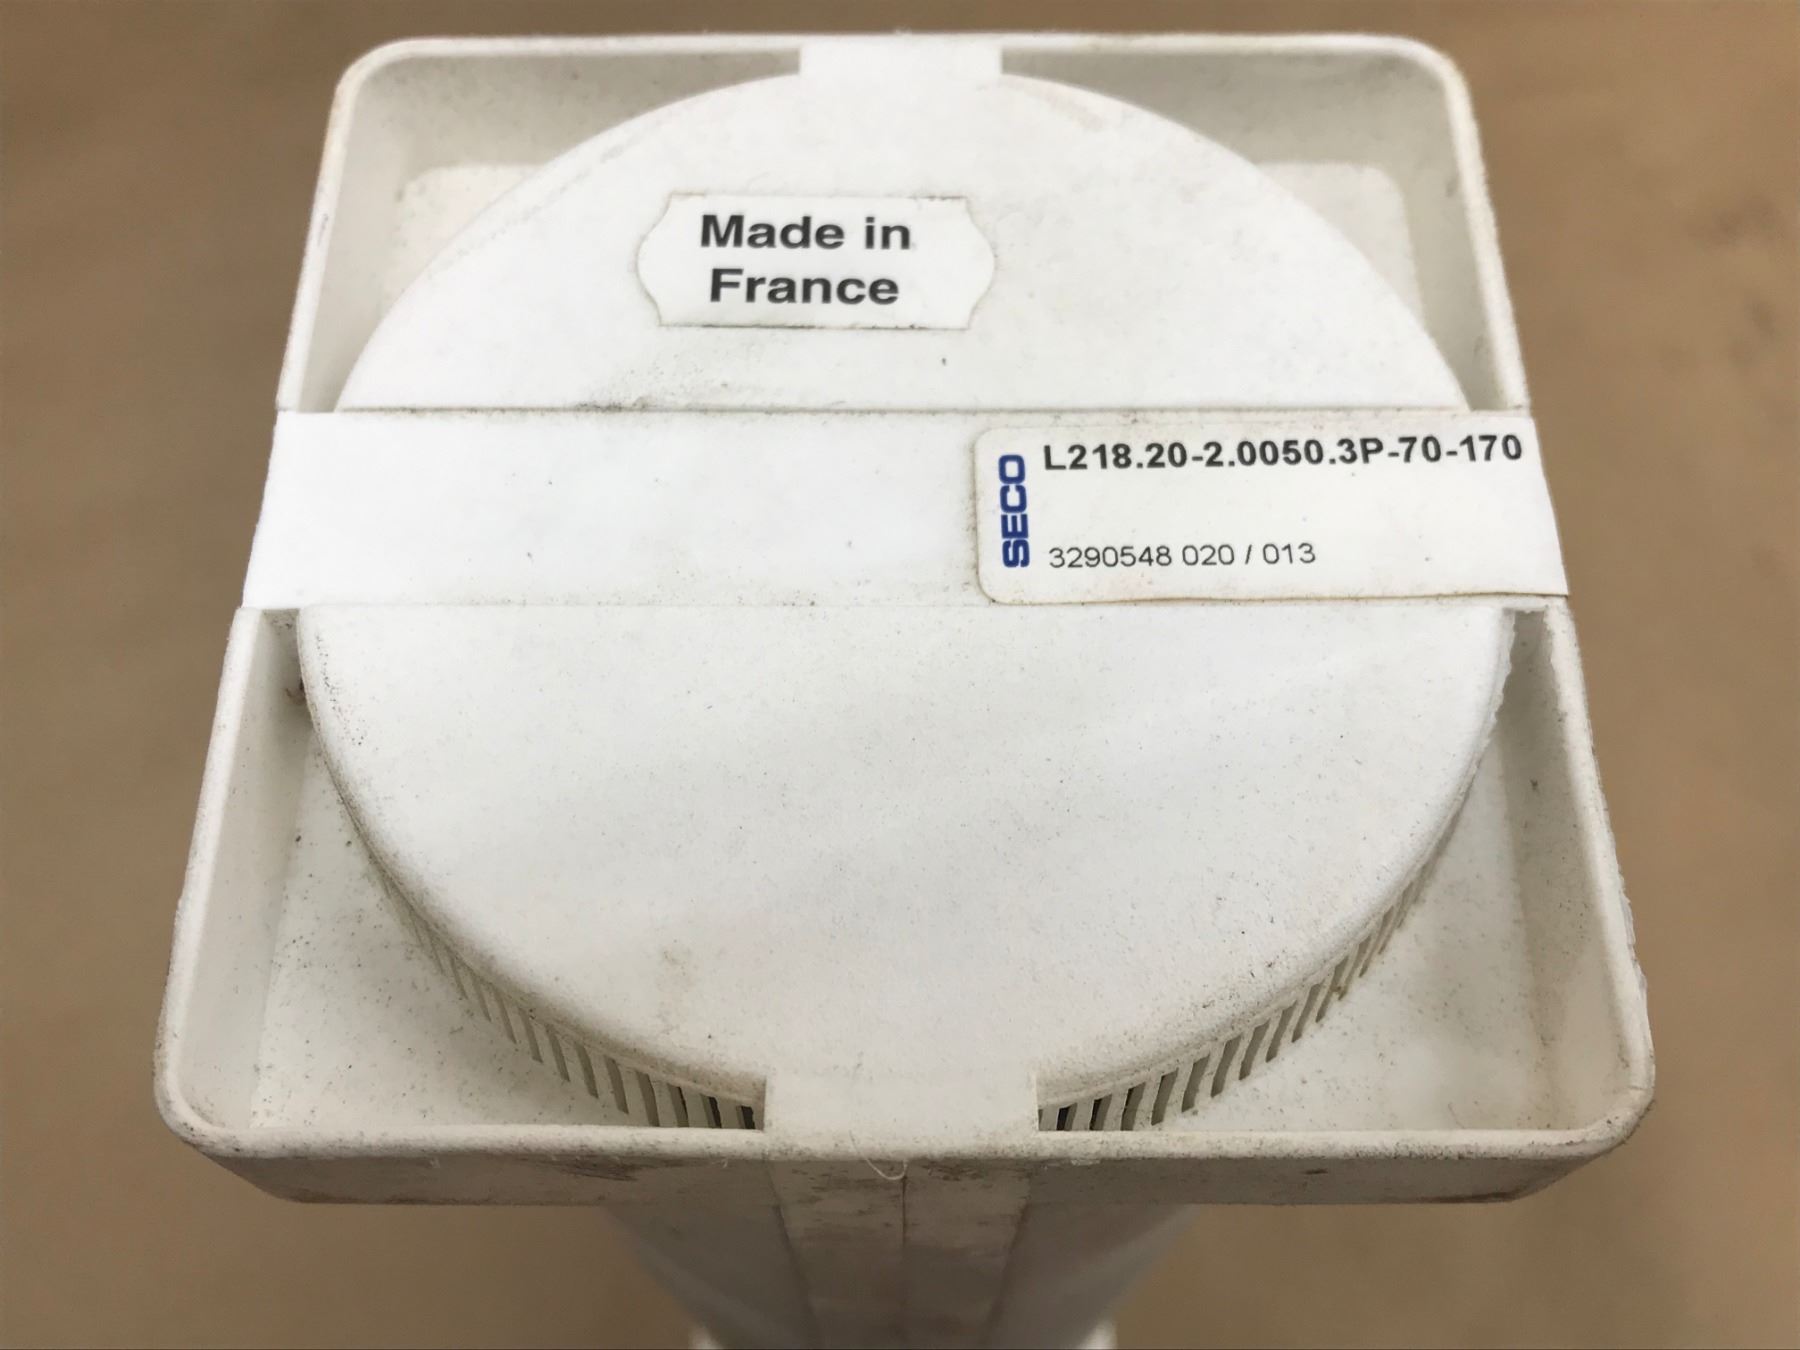 Made in
France
SECO
L218.20-2.0050.3P-70-170
3290548 020 / 013